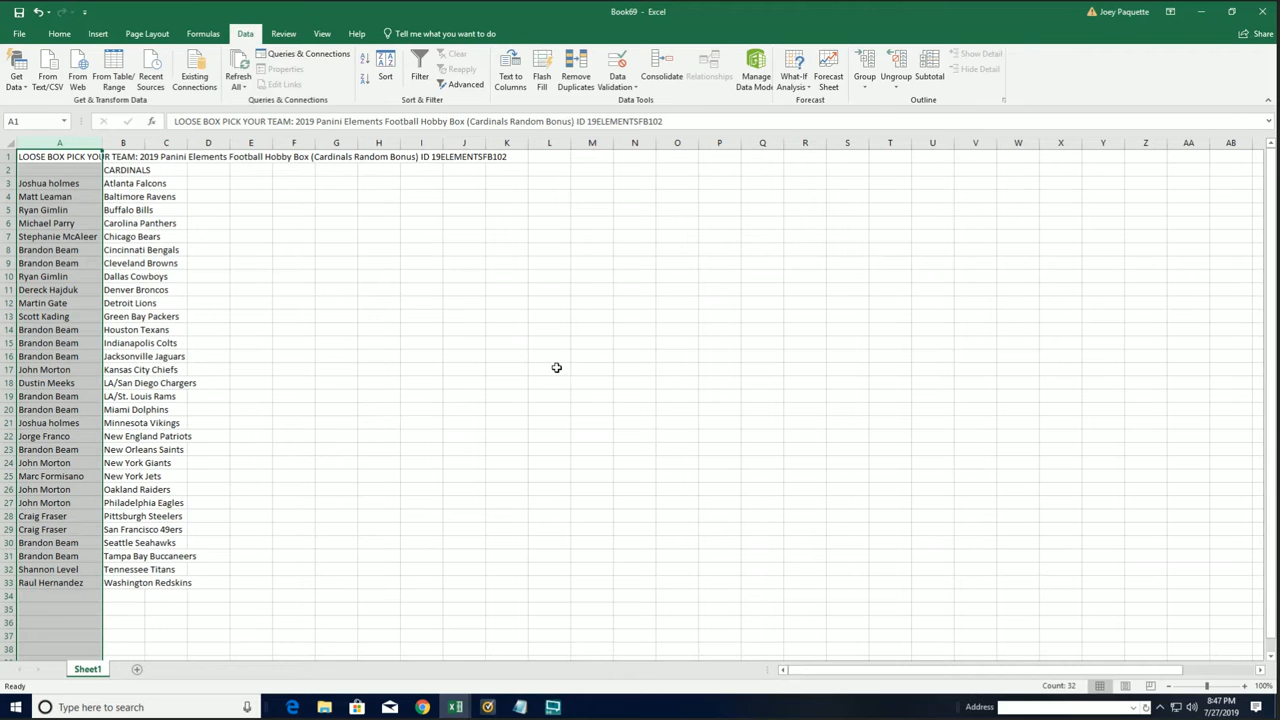 Book69 - Excel
Joey Paquette
File Home Insert Page Layout Formulas Data Review View Help Tell me what you want to do
Share
Get Data
From Text/CSV
From Web
From Table/ Range
Recent Sources
Existing Connections
Get & Transform Data
Refresh All
Queries & Connections
Properties
Edit Links
Queries & Connections
Sort
Filter
Clear
Reapply
Advanced
Sort & Filter
Text to Columns
Flash Fill
Remove Duplicates
Data Validation
Consolidate
Relationships
Manage Data Model
Data Tools
What-If Analysis
Forecast Sheet
Forecast
Group
Ungroup
Subtotal
Show Detail
Hide Detail
Outline
A1 fx LOOSE BOX PICK YOUR TEAM: 2019 Panini Elements Football Hobby Box (Cardinals Random Bonus) ID 19ELEMENTSFB102
A B C D E F G H I J K L M N O P Q R S T U V W X Y Z AA AB
1 LOOSE BOX PICK YOUR TEAM: 2019 Panini Elements Football Hobby Box (Cardinals Random Bonus) ID 19ELEMENTSFB102
2 CARDINALS
3 Joshua holmes Atlanta Falcons
4 Matt Leaman Baltimore Ravens
5 Ryan Gimlin Buffalo Bills
6 Michael Parry Carolina Panthers
7 Stephanie McAleer Chicago Bears
8 Brandon Beam Cincinnati Bengals
9 Brandon Beam Cleveland Browns
10 Ryan Gimlin Dallas Cowboys
11 Dereck Hajduk Denver Broncos
12 Martin Gate Detroit Lions
13 Scott Kading Green Bay Packers
14 Brandon Beam Houston Texans
15 Brandon Beam Indianapolis Colts
16 Brandon Beam Jacksonville Jaguars
17 John Morton Kansas City Chiefs
18 Dustin Meeks LA/San Diego Chargers
19 Brandon Beam LA/St. Louis Rams
20 Brandon Beam Miami Dolphins
21 Joshua holmes Minnesota Vikings
22 Jorge Franco New England Patriots
23 Brandon Beam New Orleans Saints
24 John Morton New York Giants
25 Marc Formisano New York Jets
26 John Morton Oakland Raiders
27 John Morton Philadelphia Eagles
28 Craig Fraser Pittsburgh Steelers
29 Craig Fraser San Francisco 49ers
30 Brandon Beam Seattle Seahawks
31 Brandon Beam Tampa Bay Buccaneers
32 Shannon Level Tennessee Titans
33 Raul Hernandez Washington Redskins
34
35
36
37
38
Sheet1
Ready
Count: 32
100%
Type here to search
Address
8:47 PM
7/27/2019